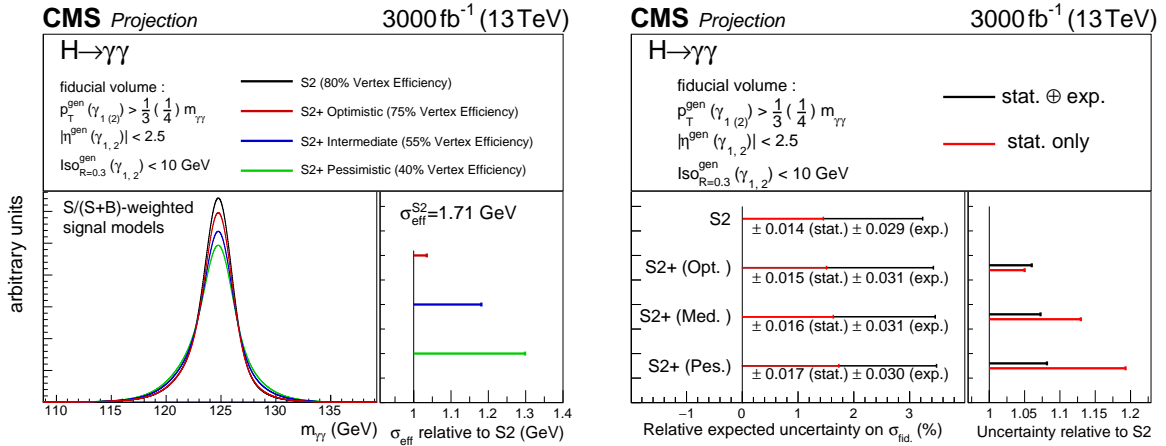 CMS Projection 3000 fb⁻¹ (13 TeV)
H→γγ
fiducial volume :
p_T^gen (γ_1 (2)) > 1/3 (1/4) m_γγ
|η^gen (γ_1, 2)| < 2.5
Iso_R=0.3^gen (γ_1, 2) < 10 GeV
S2 (80% Vertex Efficiency)
S2+ Optimistic (75% Vertex Efficiency)
S2+ Intermediate (55% Vertex Efficiency)
S2+ Pessimistic (40% Vertex Efficiency)
arbitrary units
S/(S+B)-weighted
signal models
σ_eff^S2=1.71 GeV
110 115 120 125 130 135
m_γγ (GeV)
1 1.1 1.2 1.3 1.4
σ_eff relative to S2 (GeV)
CMS Projection 3000 fb⁻¹ (13 TeV)
H→γγ
fiducial volume :
p_T^gen (γ_1 (2)) > 1/3 (1/4) m_γγ
|η^gen (γ_1, 2)| < 2.5
Iso_R=0.3^gen (γ_1, 2) < 10 GeV
stat. ⊕ exp.
stat. only
S2
± 0.014 (stat.) ± 0.029 (exp.)
S2+ (Opt. )
± 0.015 (stat.) ± 0.031 (exp.)
S2+ (Med. )
± 0.016 (stat.) ± 0.031 (exp.)
S2+ (Pes.)
± 0.017 (stat.) ± 0.030 (exp.)
−1 0 1 2 3
Relative expected uncertainty on σ_fid. (%)
1 1.05 1.1 1.15 1.2
Uncertainty relative to S2